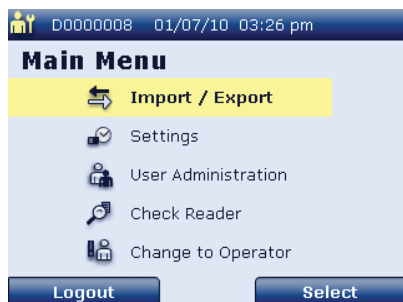 D0000008 01/07/10 03:26 pm
Main Menu
Import / Export
Settings
User Administration
Check Reader
Change to Operator
Logout Select